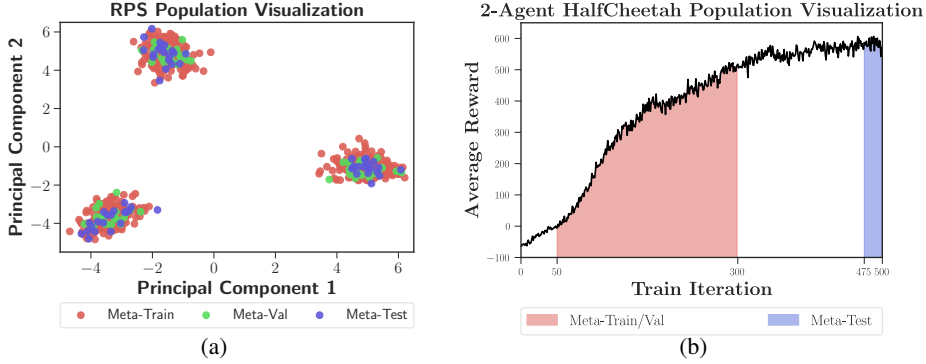 RPS Population Visualization
Principal Component 2
6
4
2
0
−2
−4
−4
−2
0
2
4
6
Principal Component 1
Meta-Train
Meta-Val
Meta-Test
(a)
2-Agent HalfCheetah Population Visualization
Average Reward
600
500
400
300
200
100
0
−100
0
50
300
475 500
Train Iteration
Meta-Train/Val
Meta-Test
(b)